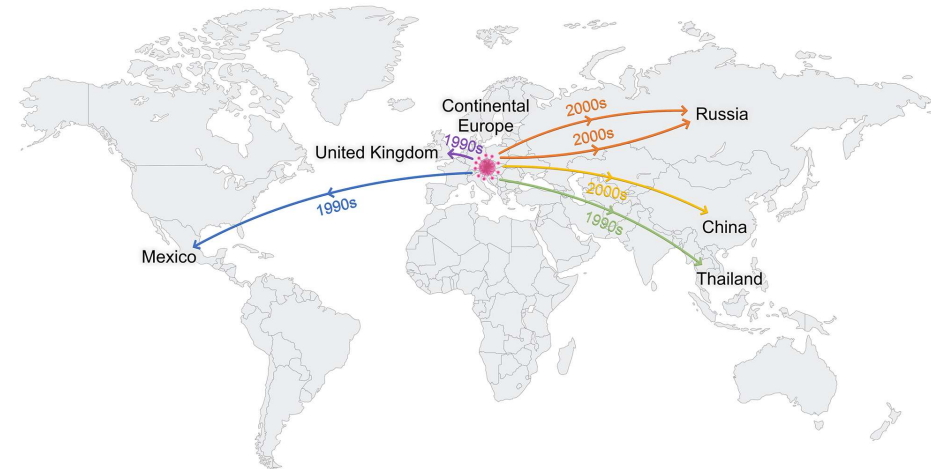 Continental
Europe
2000s
Russia
2000s
1990s
United Kingdom
2000s
1990s
1990s
China
Mexico
Thailand